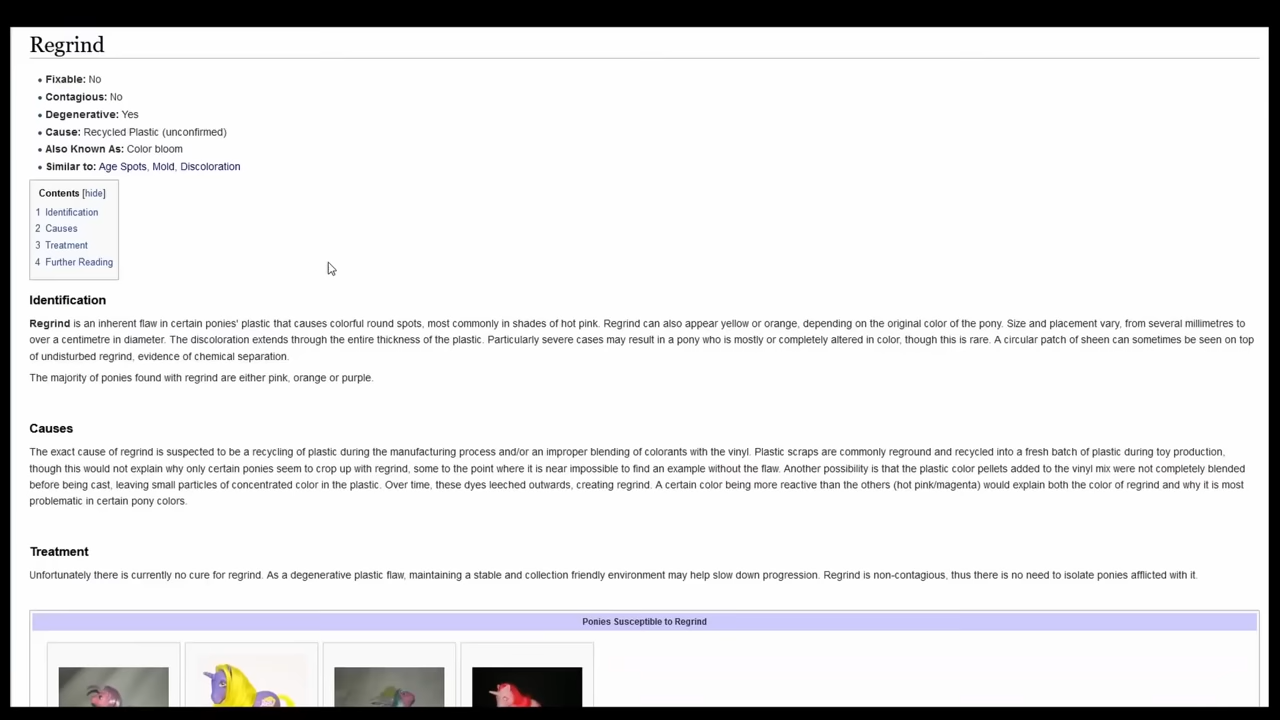 Regrind
Fixable: No
Contagious: No
Degenerative: Yes
Cause: Recycled Plastic (unconfirmed)
Also Known As: Color bloom
Similar to: Age Spots, Mold, Discoloration
Contents [hide]
1 Identification
2 Causes
3 Treatment
4 Further Reading
Identification
Regrind is an inherent flaw in certain ponies' plastic that causes colorful round spots, most commonly in shades of hot pink. Regrind can also appear yellow or orange, depending on the original color of the pony. Size and placement vary, from several millimetres to
over a centimetre in diameter. The discoloration extends through the entire thickness of the plastic. Particularly severe cases may result in a pony who is mostly or completely altered in color, though this is rare. A circular patch of sheen can sometimes be seen on top
of undisturbed regrind, evidence of chemical separation.
The majority of ponies found with regrind are either pink, orange or purple.
Causes
The exact cause of regrind is suspected to be a recycling of plastic during the manufacturing process and/or an improper blending of colorants with the vinyl. Plastic scraps are commonly reground and recycled into a fresh batch of plastic during toy production,
though this would not explain why only certain ponies seem to crop up with regrind, some to the point where it is near impossible to find an example without the flaw. Another possibility is that the plastic color pellets added to the vinyl mix were not completely blended
before being cast, leaving small particles of concentrated color in the plastic. Over time, these dyes leeched outwards, creating regrind. A certain color being more reactive than the others (hot pink/magenta) would explain both the color of regrind and why it is most
problematic in certain pony colors.
Treatment
Unfortunately there is currently no cure for regrind. As a degenerative plastic flaw, maintaining a stable and collection friendly environment may help slow down progression. Regrind is non-contagious, thus there is no need to isolate ponies afflicted with it.
Ponies Susceptible to Regrind